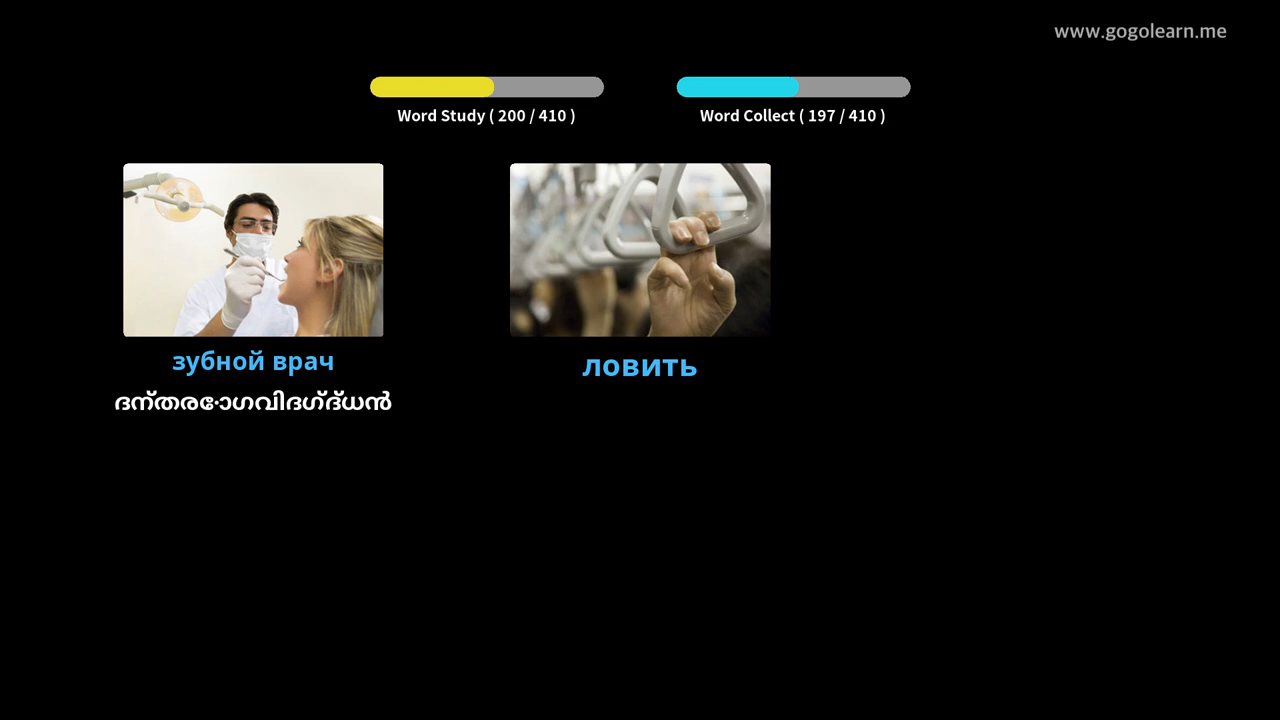 www.gogolearn.me
Word Study ( 200 / 410 )
Word Collect ( 197 / 410 )
зубной врач
ловить
ദന്തരോഗവിദഗ്ദ്ധൻ